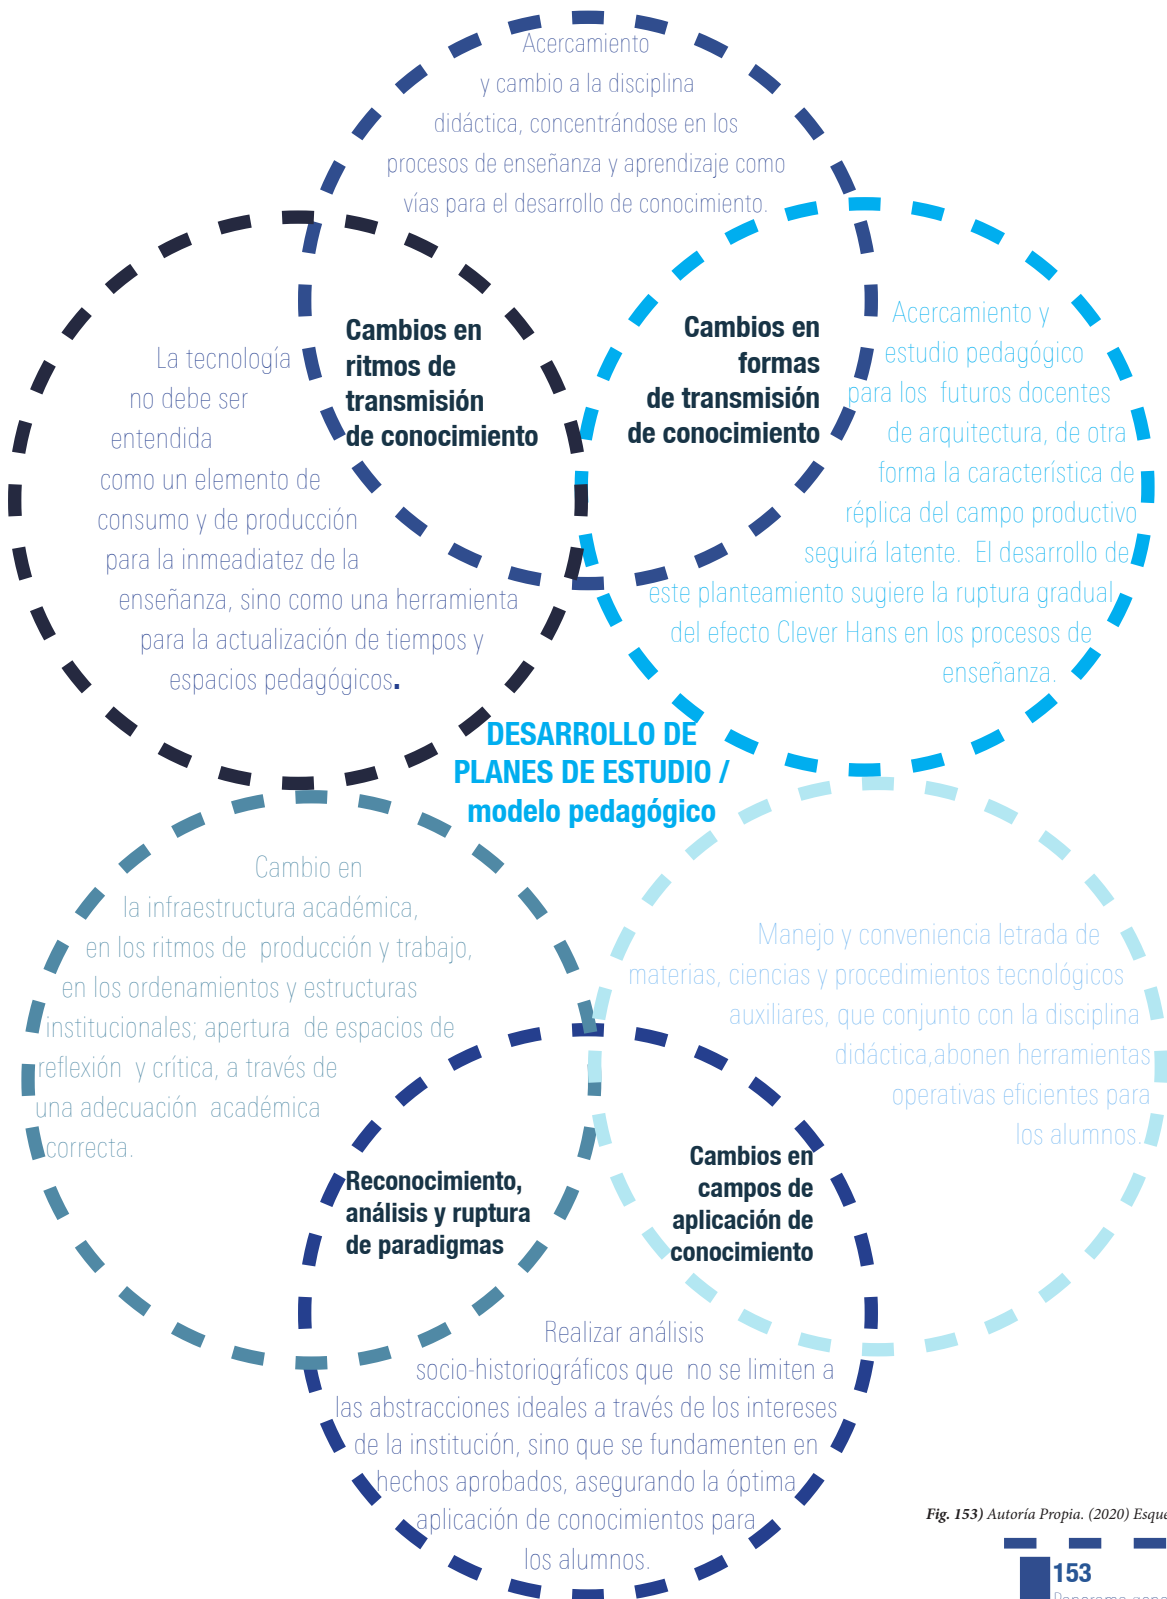 Acercamiento
y cambio a la disciplina
didáctica, concentrándose en los
procesos de enseñanza y aprendizaje como
vías para el desarrollo de conocimiento.
Cambios en
ritmos de
transmisión
de conocimiento
Cambios en
formas
de transmisión
de conocimiento
La tecnología
no debe ser
entendida
como un elemento de
consumo y de producción
para la inmeadiatez de la
enseñanza, sino como una herramienta
para la actualización de tiempos y
espacios pedagógicos.
Acercamiento y
estudio pedagógico
para los futuros docentes
de arquitectura, de otra
forma la característica de
réplica del campo productivo
seguirá latente. El desarrollo de
este planteamiento sugiere la ruptura gradual
del efecto Clever Hans en los procesos de
enseñanza.
DESARROLLO DE
PLANES DE ESTUDIO /
modelo pedagógico
Cambio en
la infraestructura académica,
en los ritmos de producción y trabajo,
en los ordenamientos y estructuras
institucionales; apertura de espacios de
reflexión y crítica, a través de
una adecuación académica
correcta.
Manejo y conveniencia letrada de
materias, ciencias y procedimientos tecnológicos
auxiliares, que conjunto con la disciplina
didáctica,abonen herramientas
operativas eficientes para
los alumnos.
Reconocimiento,
análisis y ruptura
de paradigmas
Cambios en
campos de
aplicación de
conocimiento
Realizar análisis
socio-historiográficos que no se limiten a
las abstracciones ideales a través de los intereses
de la institución, sino que se fundamenten en
hechos aprobados, asegurando la óptima
aplicación de conocimientos para
los alumnos.
Fig. 153) Autoría Propia. (2020) Esque
153